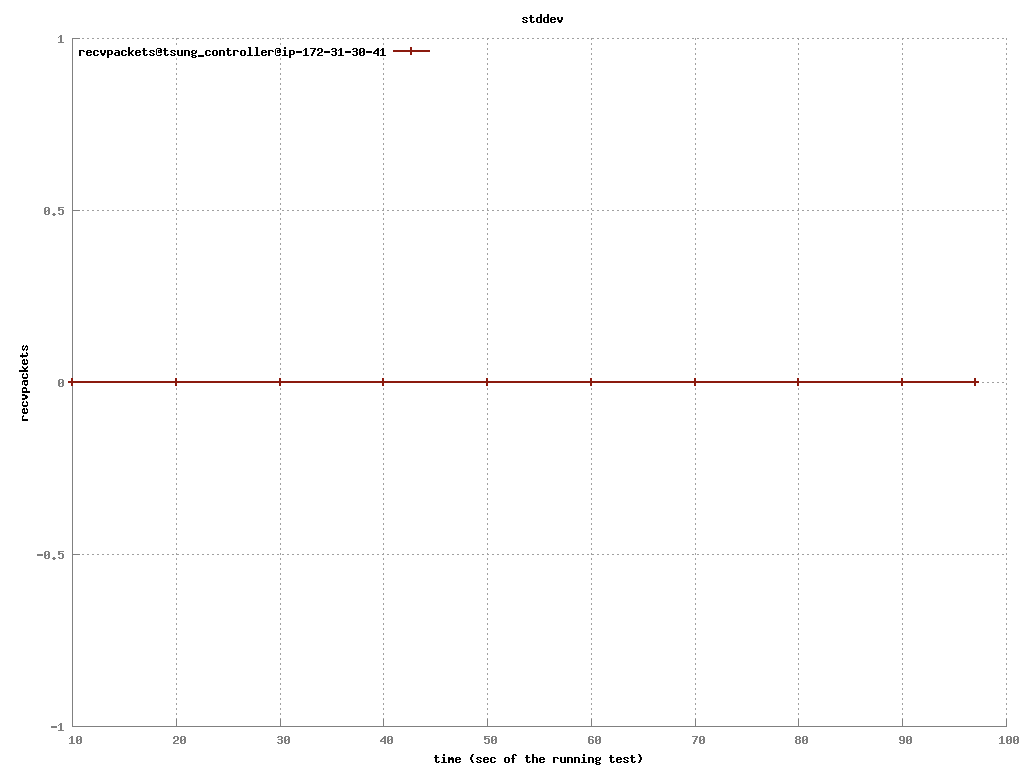 stddev
recvpackets@tsung_controller@ip-172-31-30-41
1
0.5
0
-0.5
-1
recvpackets
10 20 30 40 50 60 70 80 90 100
time (sec of the running test)